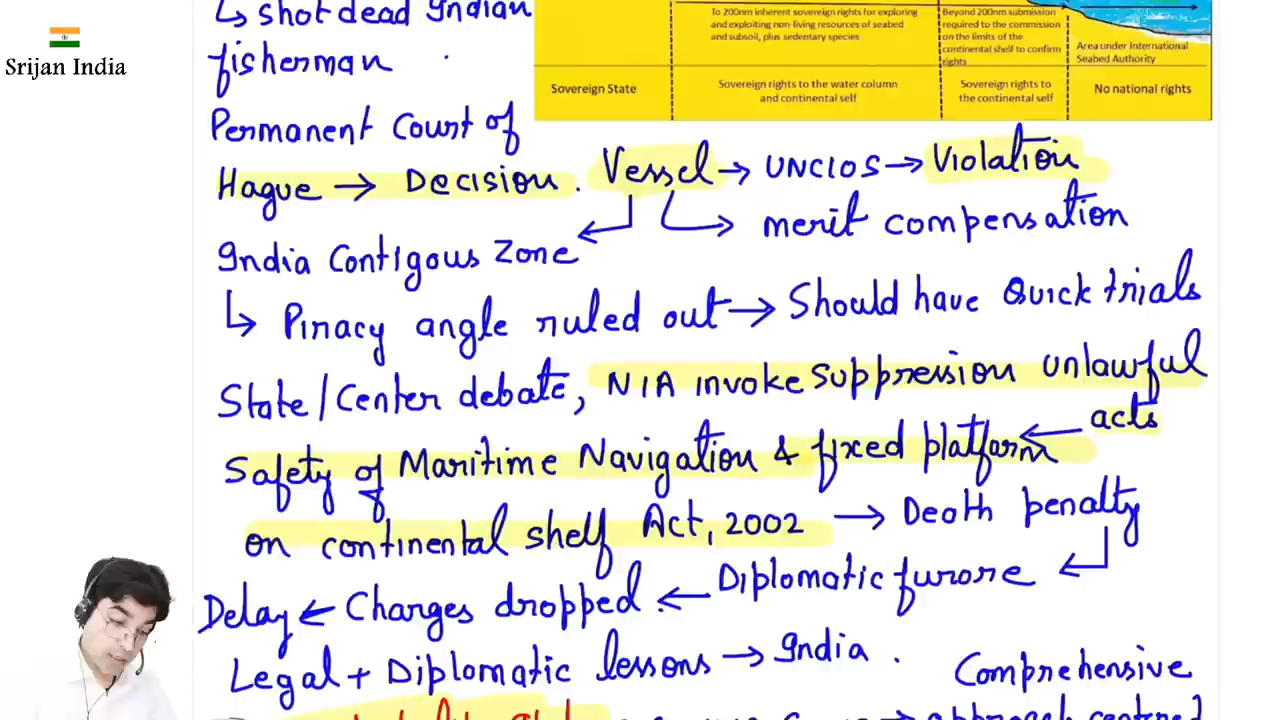 ↳ shot dead Indian
fisherman
Srijan India
To 200nm inherent sovereign rights for exploring
and exploiting non-living resources of seabed
and subsoil, plus sedentary species
Beyond 200nm submission
required to the commission
on the limits of the
continental shelf to confirm
rights
Area under International
Seabed Authority
Sovereign State
Sovereign rights to the water column
and continental self
Sovereign rights to
the continental self
No national rights
Permanent Court of
Hague → Decision. Vessel → UNCLOS → Violation
→ merit compensation
India Contigous Zone
↳ Piracy angle ruled out → Should have Quick trials
State/Center debate, NIA invoke suppression unlawful
acts
Safety of Maritime Navigation & fixed platform
on continental shelf Act, 2002 → Death penalty
Delay ← Charges dropped ← Diplomatic furore
Legal + Diplomatic lessons → India.
Comprehensive
approach centered